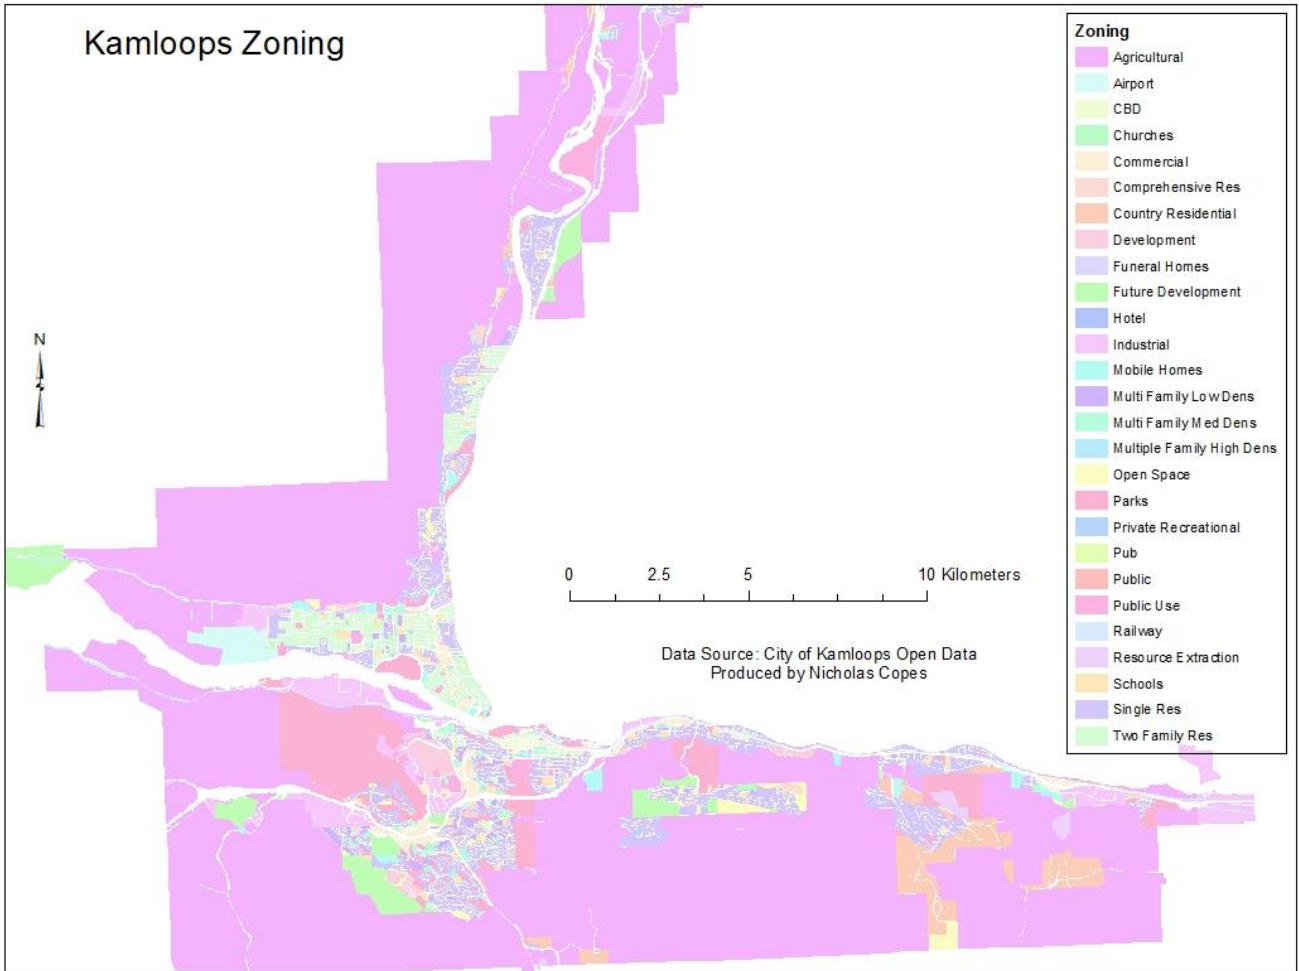 Kamloops Zoning
Zoning
Agricultural
Airport
CBD
Churches
Commercial
Comprehensive Res
Country Residential
Development
Funeral Homes
Future Development
Hotel
Industrial
Mobile Homes
Multi Family Low Dens
Multi Family Med Dens
Multiple Family High Dens
Open Space
Parks
Private Recreational
Pub
Public
Public Use
Railway
Resource Extraction
Schools
Single Res
Two Family Res
N
0 2.5 5 10 Kilometers
Data Source: City of Kamloops Open Data
Produced by Nicholas Copes